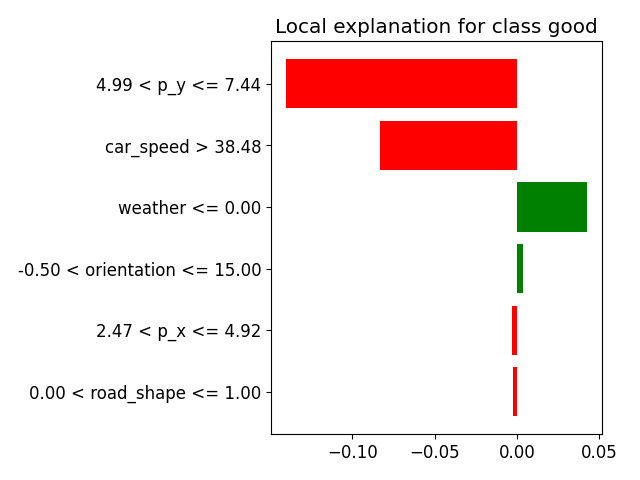 Local explanation for class good
4.99 < p_y <= 7.44
car_speed > 38.48
weather <= 0.00
-0.50 < orientation <= 15.00
2.47 < p_x <= 4.92
0.00 < road_shape <= 1.00
−0.10 −0.05 0.00 0.05